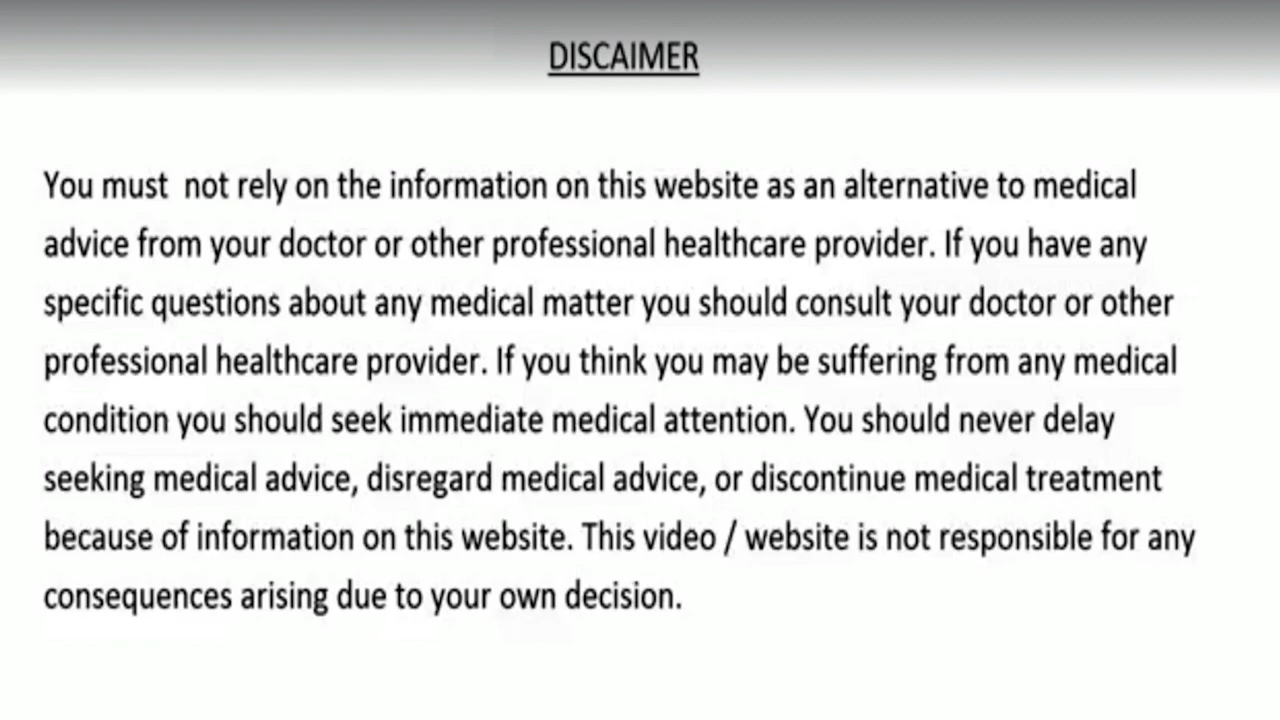 DISCAIMER
You must  not rely on the information on this website as an alternative to medical
advice from your doctor or other professional healthcare provider. If you have any
specific questions about any medical matter you should consult your doctor or other
professional healthcare provider. If you think you may be suffering from any medical
condition you should seek immediate medical attention. You should never delay
seeking medical advice, disregard medical advice, or discontinue medical treatment
because of information on this website. This video / website is not responsible for any
consequences arising due to your own decision.